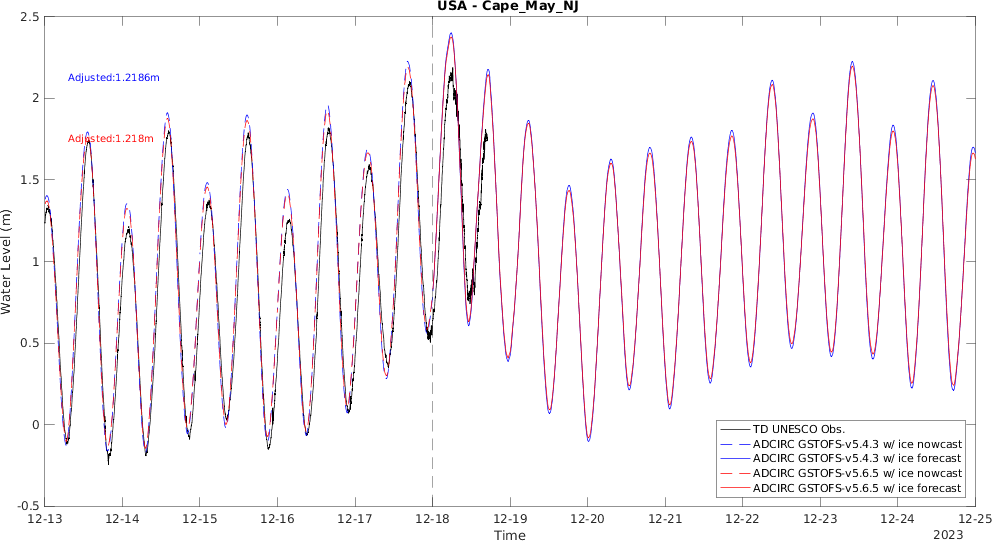 USA - Cape_May_NJ
2.5
2
1.5
1
0.5
0
-0.5
Water Level (m)
Adjusted:1.2186m
Adjusted:1.218m
TD UNESCO Obs.
ADCIRC GSTOFS-v5.4.3 w/ ice nowcast
ADCIRC GSTOFS-v5.4.3 w/ ice forecast
ADCIRC GSTOFS-v5.6.5 w/ ice nowcast
ADCIRC GSTOFS-v5.6.5 w/ ice forecast
12-13 12-14 12-15 12-16 12-17 12-18 12-19 12-20 12-21 12-22 12-23 12-24 12-25
Time
2023